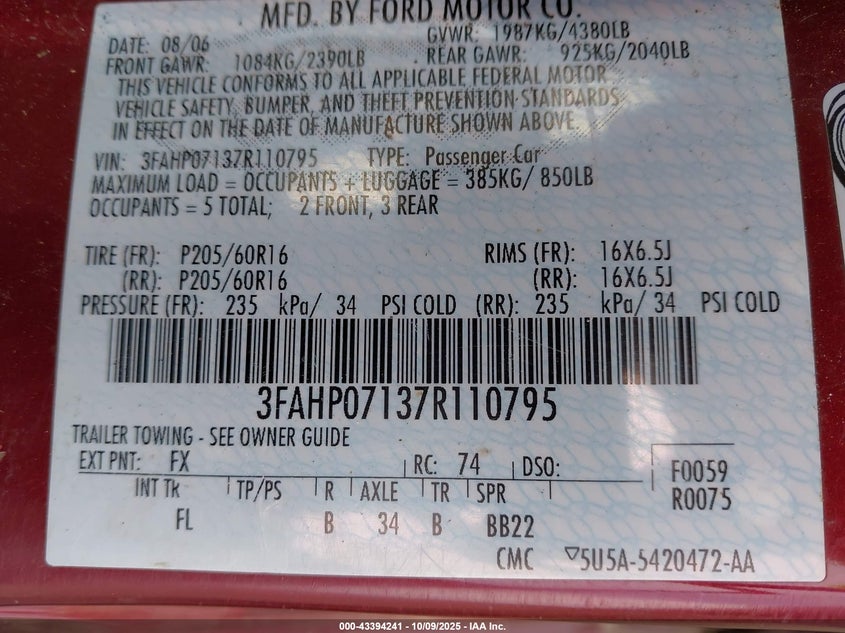 MFD. BY FORD MOTOR CO.
DATE: 08/06 GVWR: 1987KG/4380LB
FRONT GAWR: 1084KG/2390LB REAR GAWR: 925KG/2040LB
THIS VEHICLE CONFORMS TO ALL APPLICABLE FEDERAL MOTOR
VEHICLE SAFETY, BUMPER, AND THEFT PREVENTION STANDARDS
IN EFFECT ON THE DATE OF MANUFACTURE SHOWN ABOVE.
VIN: 3FAHP07137R110795 TYPE: Passenger Car
MAXIMUM LOAD = OCCUPANTS + LUGGAGE = 385KG/ 850LB
OCCUPANTS = 5 TOTAL; 2 FRONT, 3 REAR
TIRE (FR): P205/60R16 RIMS (FR): 16X6.5J
(RR): P205/60R16 (RR): 16X6.5J
PRESSURE (FR): 235 kPa/ 34 PSI COLD (RR): 235 kPa/ 34 PSI COLD
3FAHP07137R110795
TRAILER TOWING - SEE OWNER GUIDE
EXT PNT: FX RC: 74 DSO: F0059
INT TR TP/PS R AXLE TR SPR R0075
FL B 34 B BB22
CMC ▽5U5A-5420472-AA
000-43394241 | 10/09/2025 - IAA Inc.